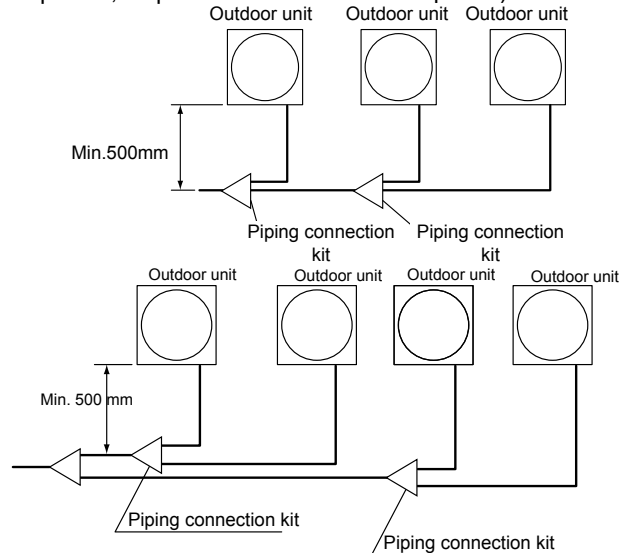 Outdoor unit Outdoor unit Outdoor unit
Min.500mm
Piping connection kit
Piping connection kit
Outdoor unit Outdoor unit Outdoor unit Outdoor unit
Min. 500 mm
Piping connection kit
Piping connection kit